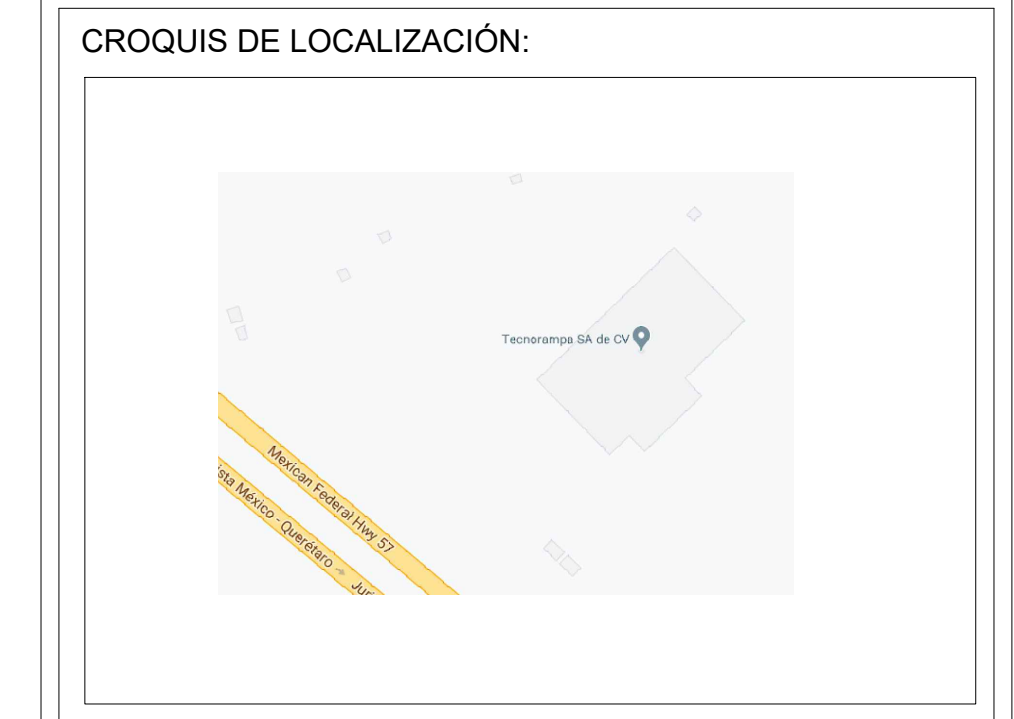 CROQUIS DE LOCALIZACIÓN:
Tecnorampa SA de CV
Mexican Federal Hwy 57
ista México - Querétaro